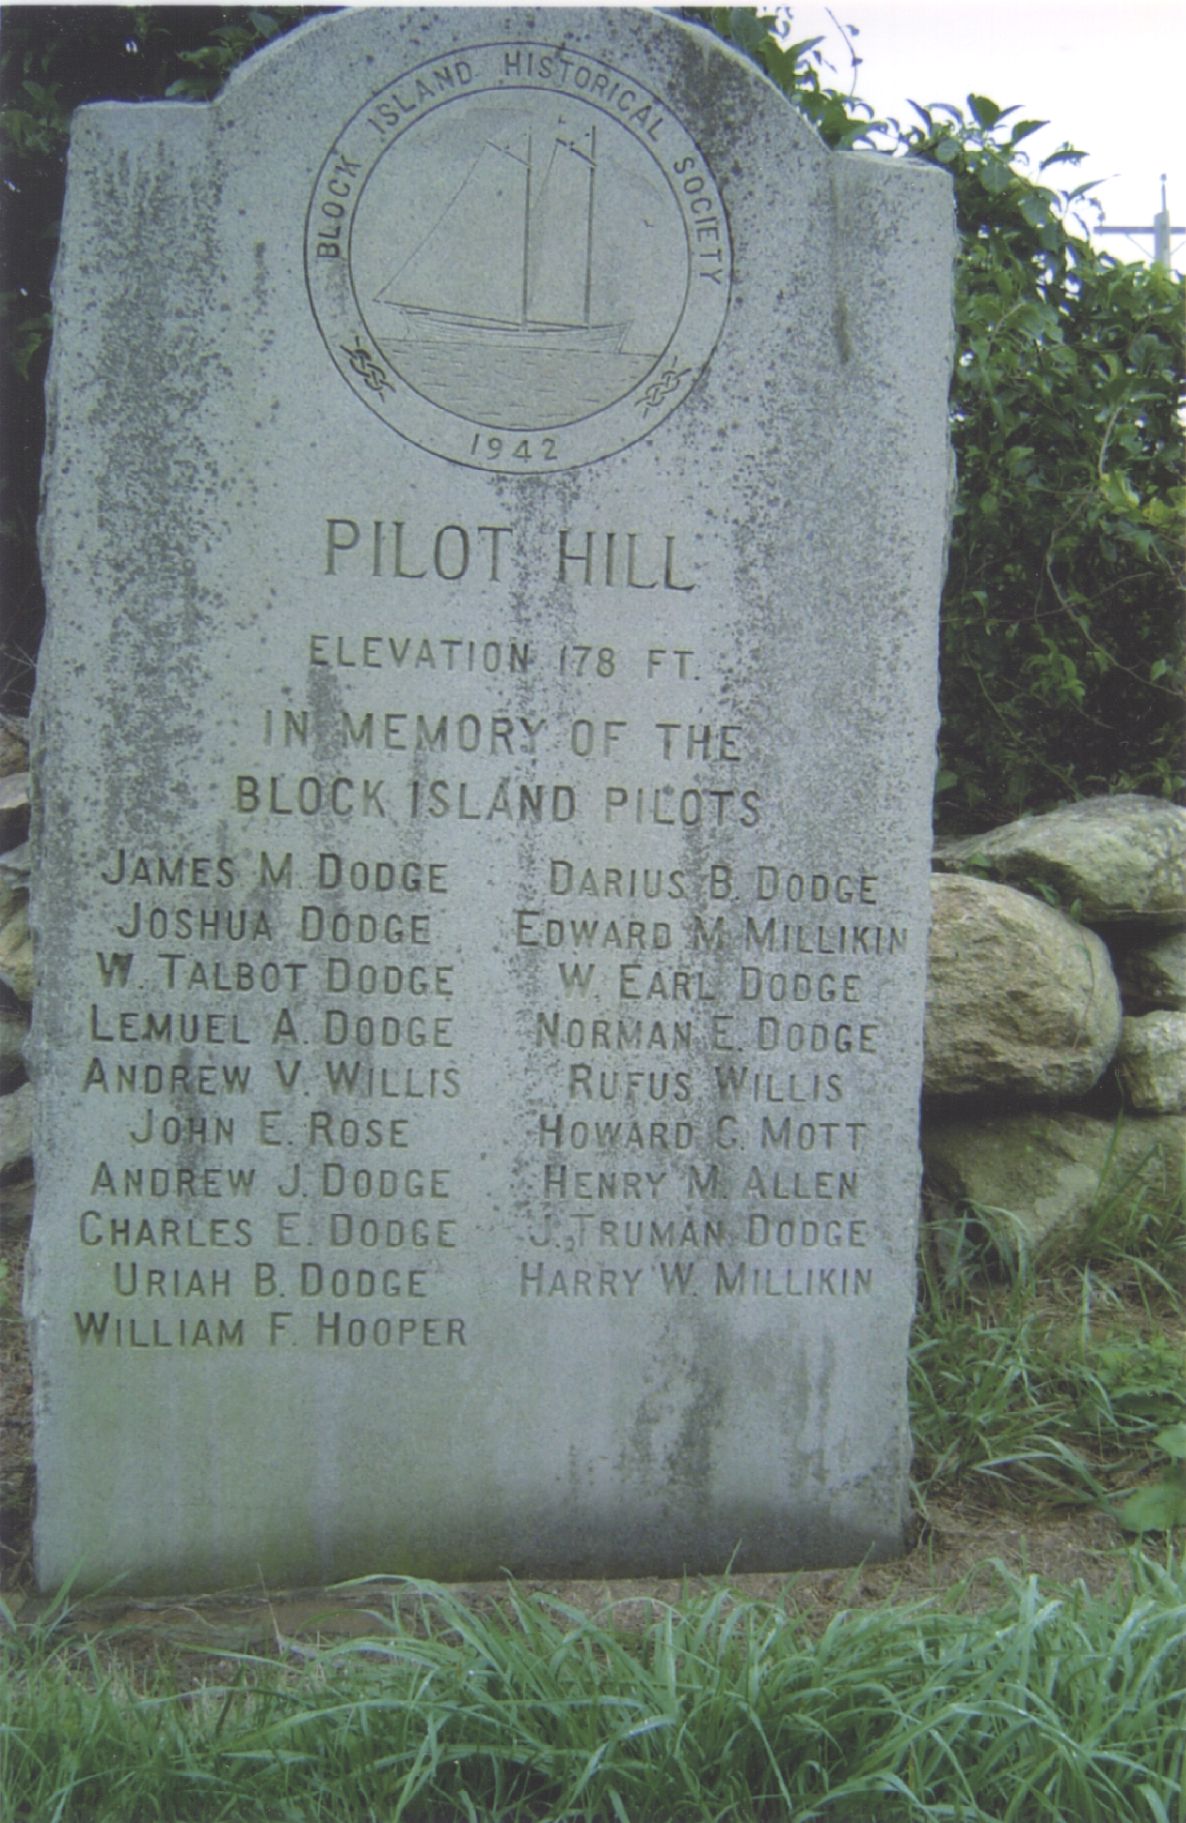 BLOCK ISLAND HISTORICAL SOCIETY
1942
PILOT HILL
ELEVATION 178 FT.
IN MEMORY OF THE
BLOCK ISLAND PILOTS
JAMES M. DODGE
JOSHUA DODGE
W. TALBOT DODGE
LEMUEL A. DODGE
ANDREW V. WILLIS
JOHN E. ROSE
ANDREW J. DODGE
CHARLES E. DODGE
URIAH B. DODGE
WILLIAM F. HOOPER
DARIUS B. DODGE
EDWARD M. MILLIKIN
W. EARL DODGE
NORMAN E. DODGE
RUFUS WILLIS
HOWARD C. MOTT
HENRY M. ALLEN
J. TRUMAN DODGE
HARRY W. MILLIKIN